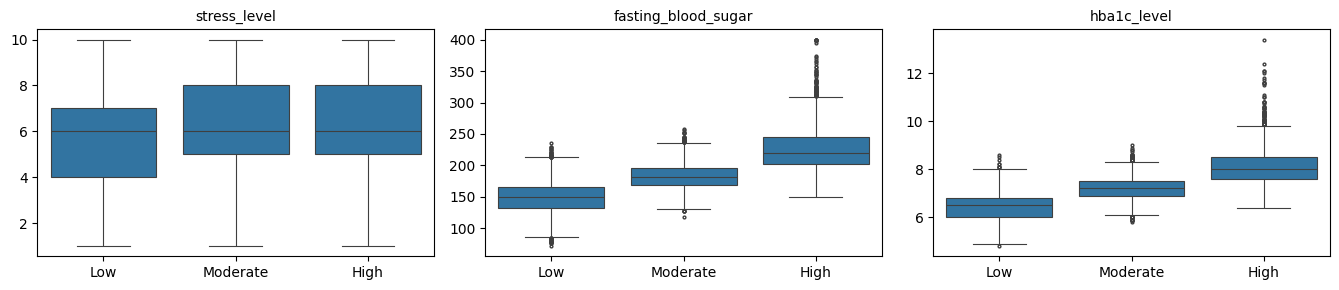 stress_level
10
8
6
4
2
Low Moderate High
fasting_blood_sugar
400
350
300
250
200
150
100
Low Moderate High
hba1c_level
12
10
8
6
Low Moderate High